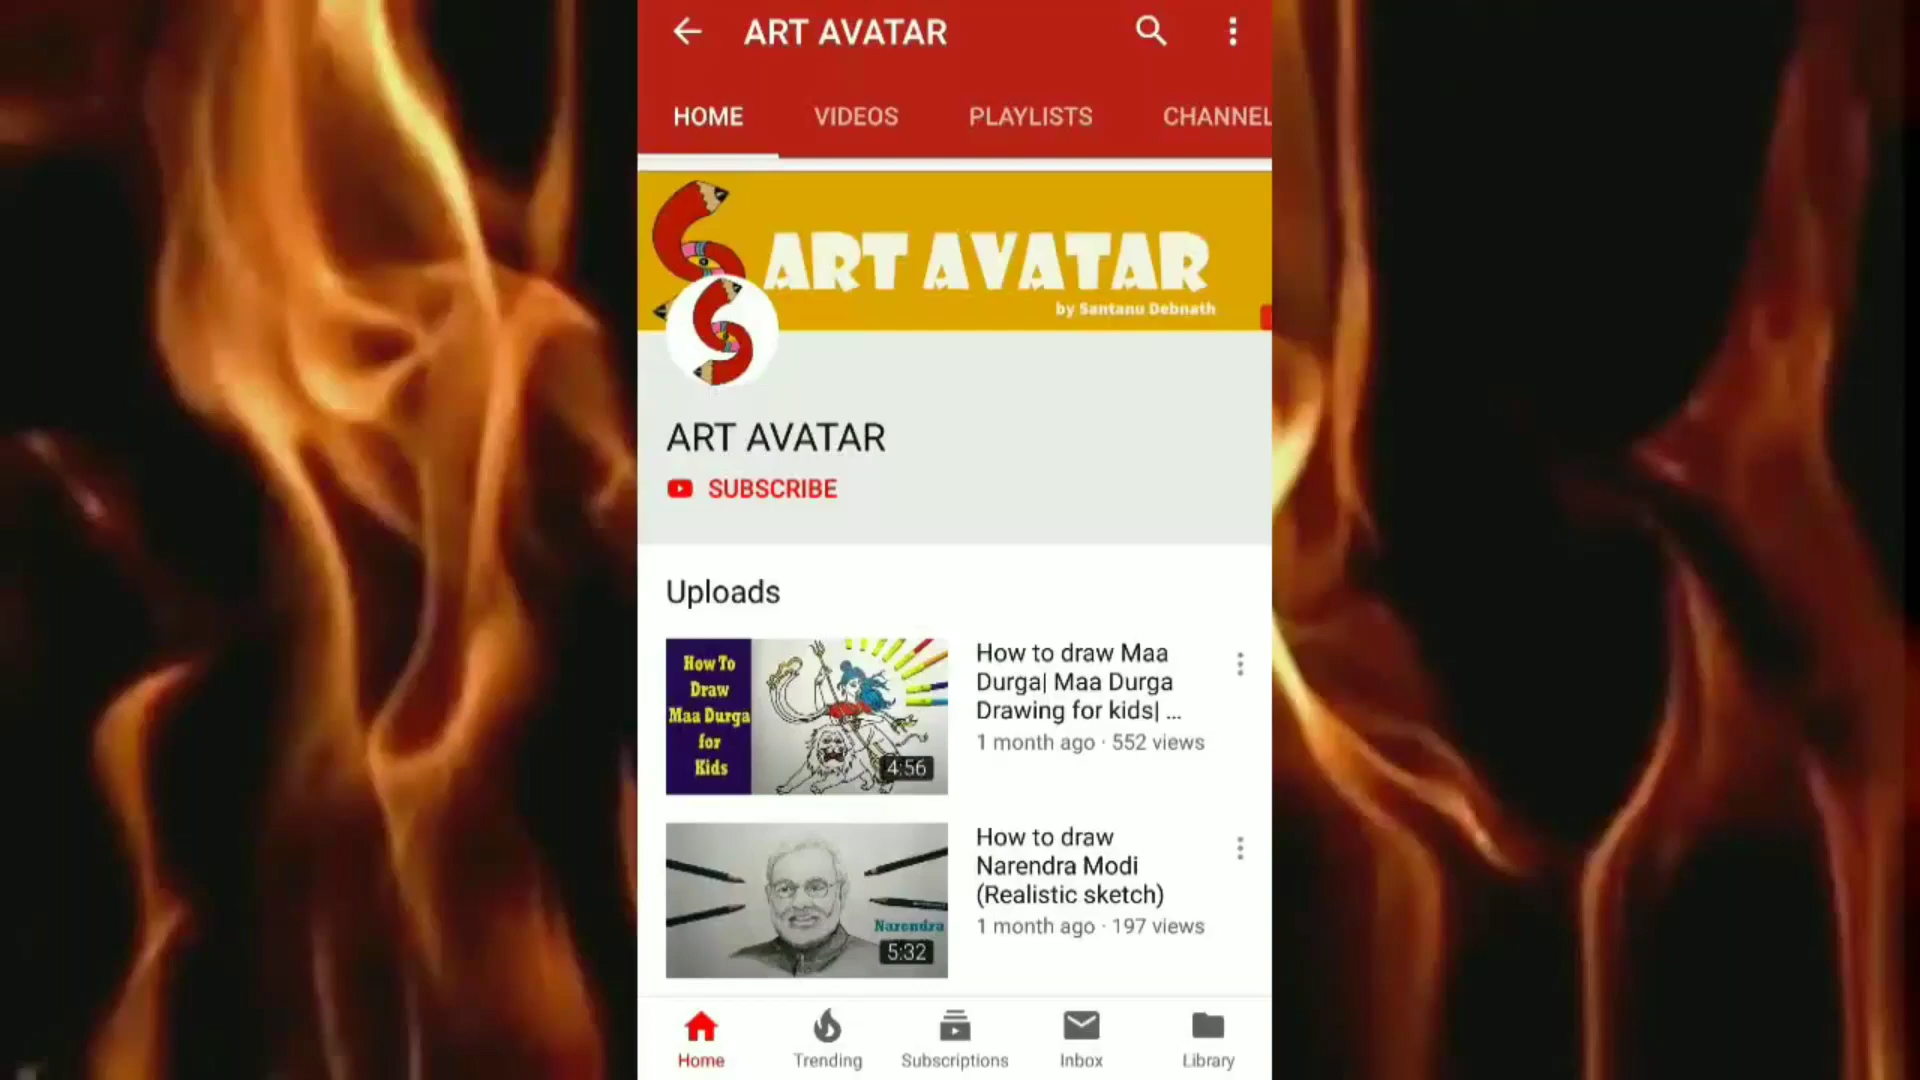 ART AVATAR
HOME VIDEOS PLAYLISTS CHANNEL
ART AVATAR
by Santanu Debnath
ART AVATAR
SUBSCRIBE
Uploads
How To
Draw
Maa Durga
for
Kids
4:56
How to draw Maa
Durga| Maa Durga
Drawing for kids| ...
1 month ago · 552 views
Narendra
5:32
How to draw
Narendra Modi
(Realistic sketch)
1 month ago · 197 views
Home Trending Subscriptions Inbox Library